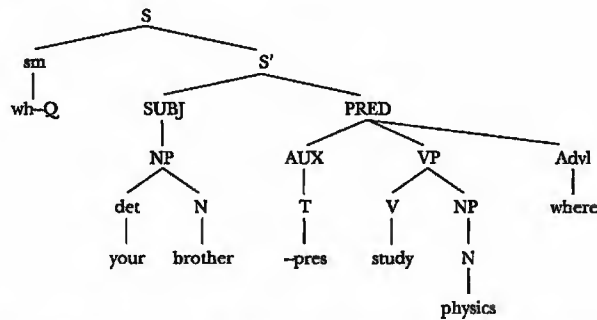 S
sm S'
wh–Q SUBJ PRED
NP AUX VP Advl
det N T V NP where
your brother –pres study N
physics